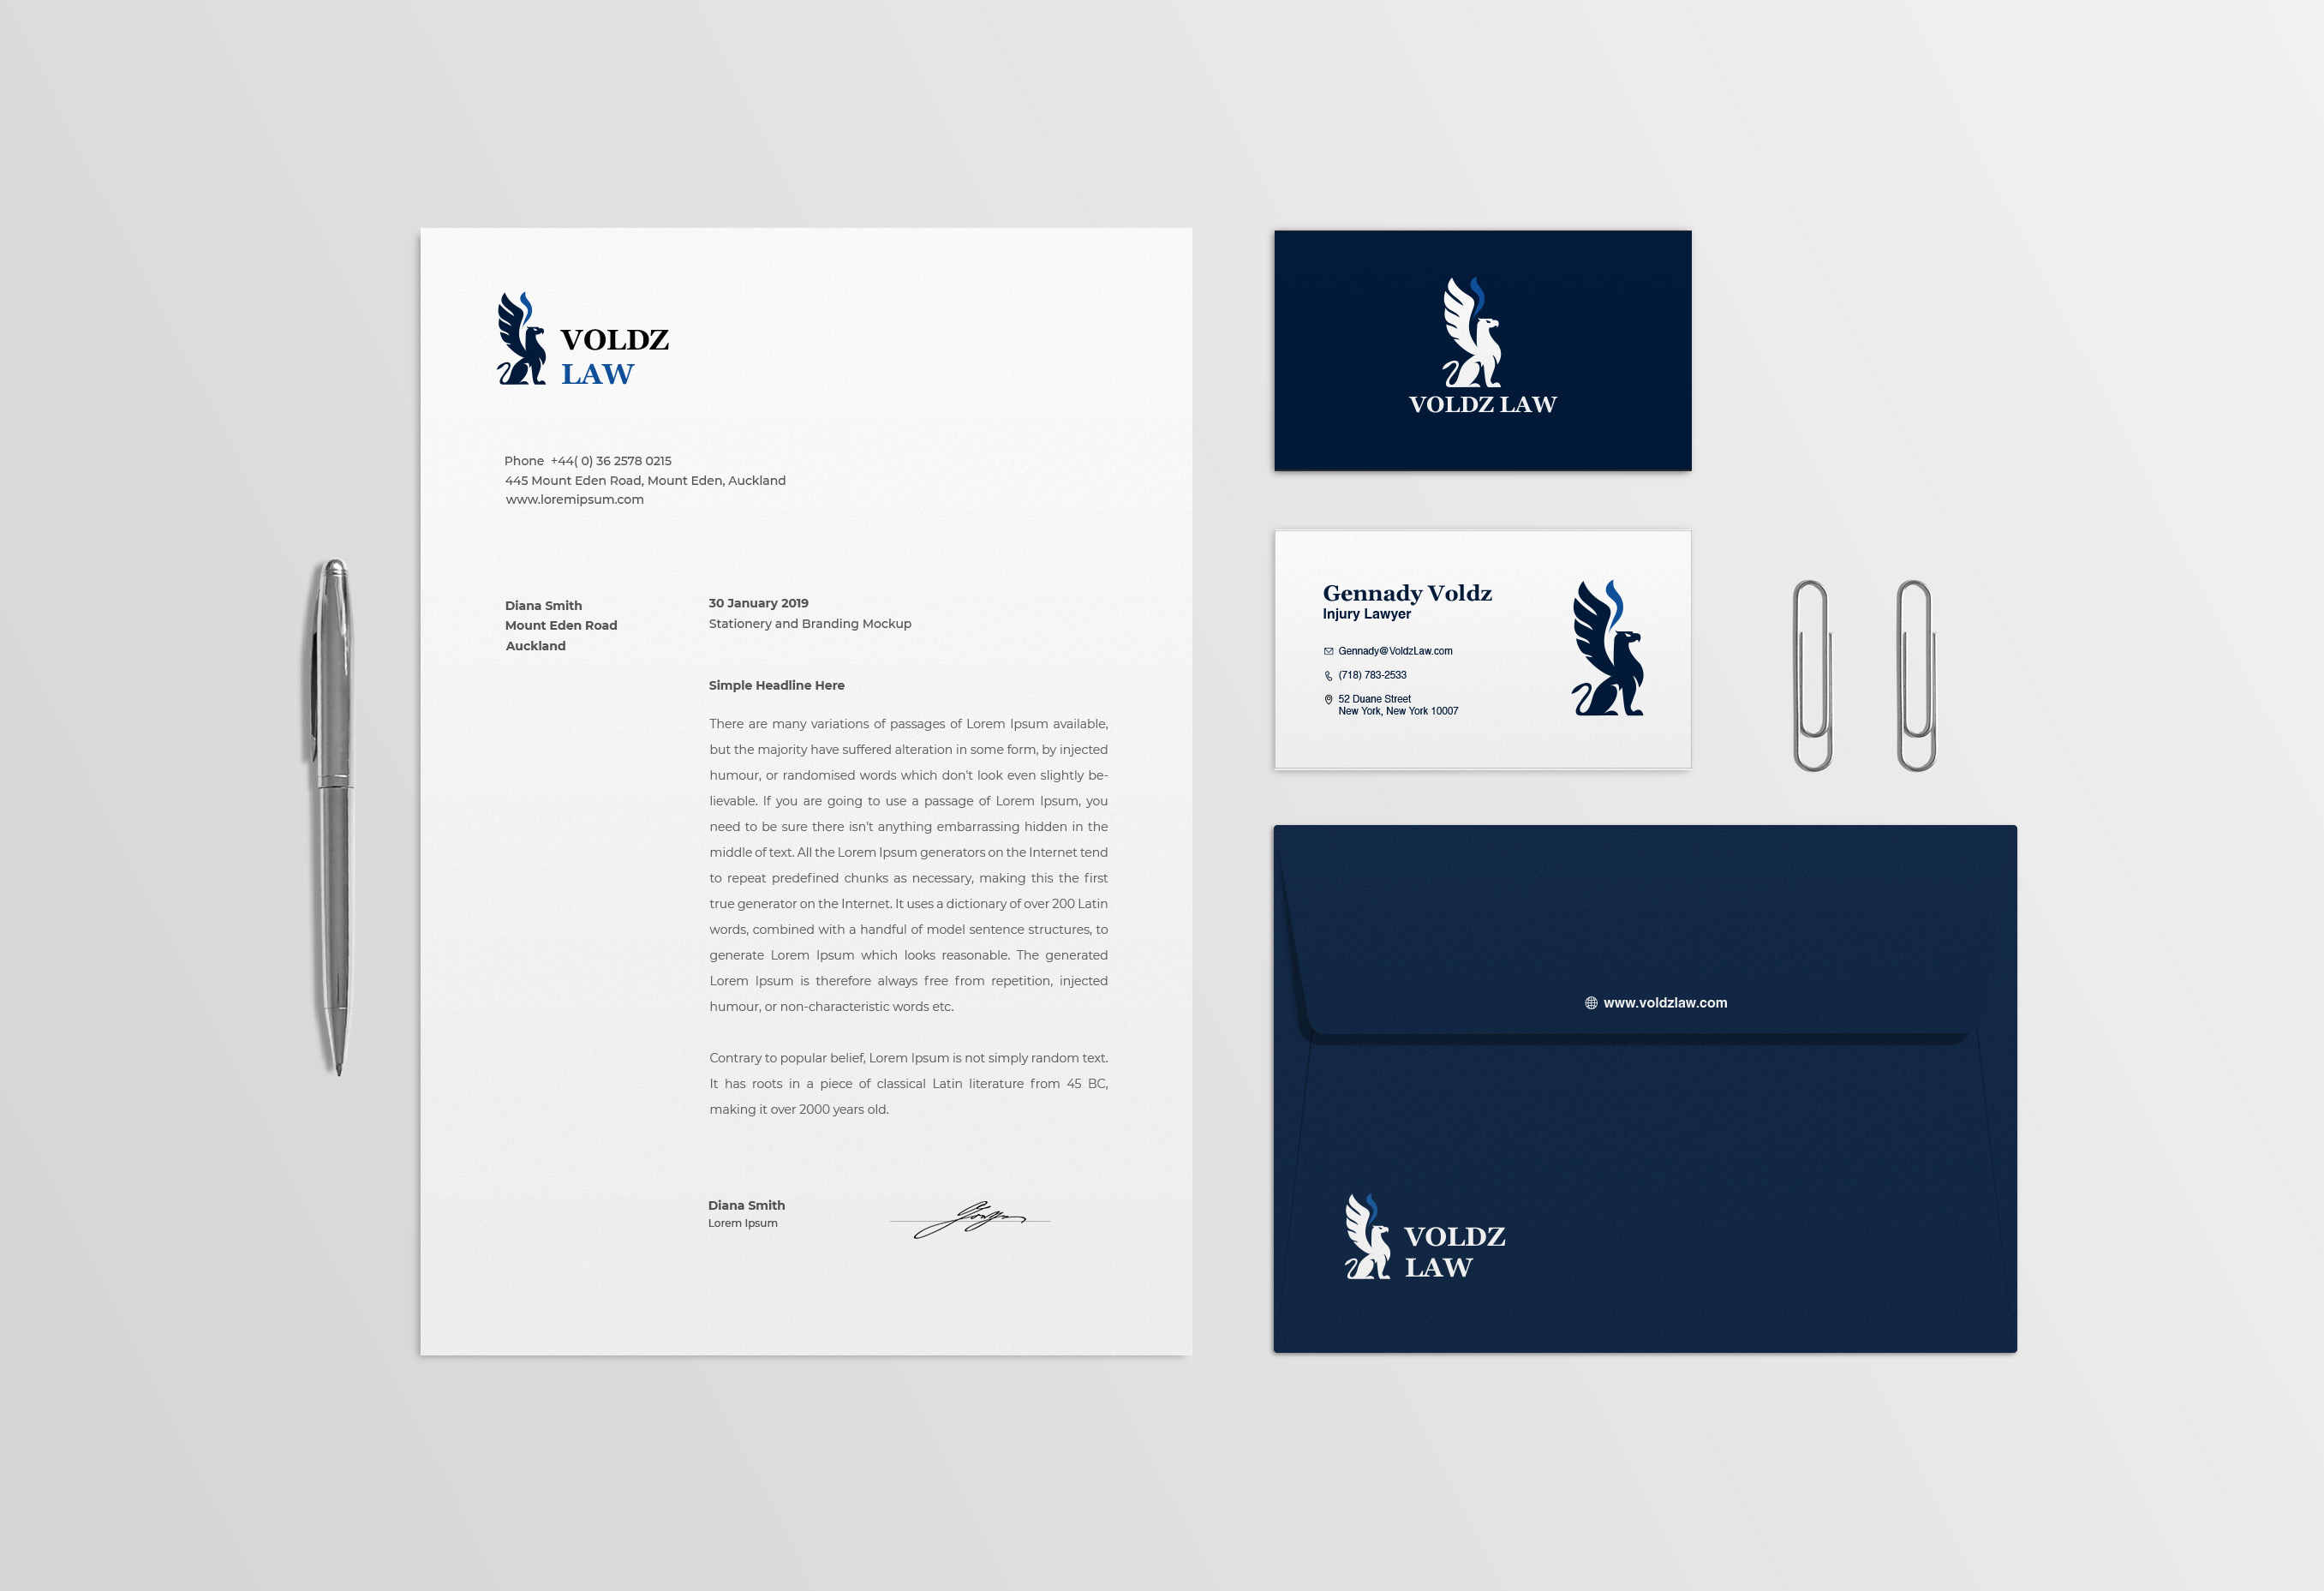 VOLDZ
LAW
Phone +44( 0) 36 2578 0215
445 Mount Eden Road, Mount Eden, Auckland
www.loremipsum.com
Diana Smith
Mount Eden Road
Auckland
30 January 2019
Stationery and Branding Mockup
Simple Headline Here
There are many variations of passages of Lorem Ipsum available,
but the majority have suffered alteration in some form, by injected
humour, or randomised words which don't look even slightly be-
lievable. If you are going to use a passage of Lorem Ipsum, you
need to be sure there isn't anything embarrassing hidden in the
middle of text. All the Lorem Ipsum generators on the Internet tend
to repeat predefined chunks as necessary, making this the first
true generator on the Internet. It uses a dictionary of over 200 Latin
words, combined with a handful of model sentence structures, to
generate Lorem Ipsum which looks reasonable. The generated
Lorem Ipsum is therefore always free from repetition, injected
humour, or non-characteristic words etc.
Contrary to popular belief, Lorem Ipsum is not simply random text.
It has roots in a piece of classical Latin literature from 45 BC,
making it over 2000 years old.
Diana Smith
Lorem Ipsum
VOLDZ LAW
Gennady Voldz
Injury Lawyer
Gennady@VoldzLaw.com
(718) 783-2533
52 Duane Street
New York, New York 10007
www.voldzlaw.com
VOLDZ
LAW